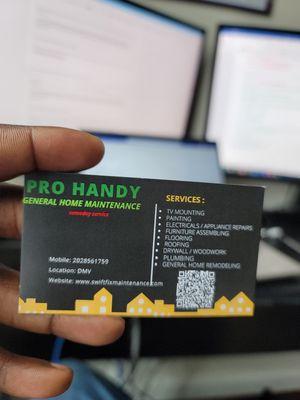 PRO HANDY
GENERAL HOME MAINTENANCE
sameday service
Mobile: 2028561759
Location: DMV
Website: www.swiftfixmaintenance.com
SERVICES :
• TV MOUNTING
• PAINTING
• ELECTRICALS / APPLIANCE REPAIRS
• FURNITURE ASSEMBLING
• FLOORING
• ROOFING
• DRYWALL / WOODWORK
• PLUMBING
• GENERAL HOME REMODELING